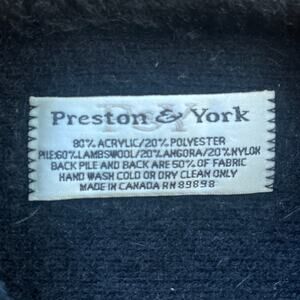 Preston & York
80% ACRYLIC/20% POLYESTER
PILE:60%LAMBSWOOL/20%ANGORA/20%NYLON
BACK PILE AND BACK ARE 50% OF FABRIC
HAND WASH COLD OR DRY CLEAN ONLY
MADE IN CANADA RN 89898